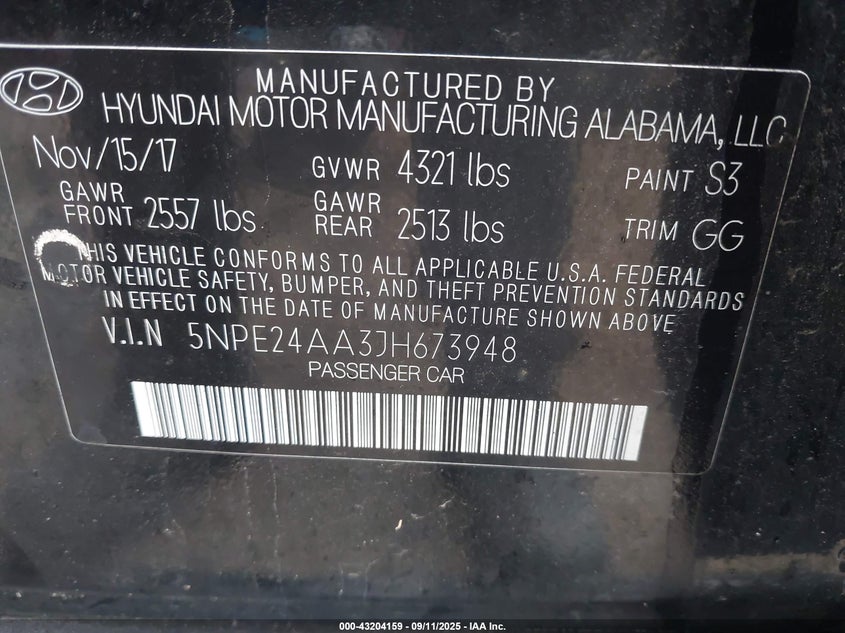 MANUFACTURED BY
HYUNDAI MOTOR MANUFACTURING ALABAMA, LLC
Nov/15/17 GVWR 4321 lbs PAINT S3
GAWR FRONT 2557 lbs GAWR REAR 2513 lbs TRIM GG
THIS VEHICLE CONFORMS TO ALL APPLICABLE U.S.A. FEDERAL
MOTOR VEHICLE SAFETY, BUMPER, AND THEFT PREVENTION STANDARDS
IN EFFECT ON THE DATE OF MANUFACTURE SHOWN ABOVE
V.I.N 5NPE24AA3JH673948
PASSENGER CAR
000-43204159 - 09/11/2025 - IAA Inc.